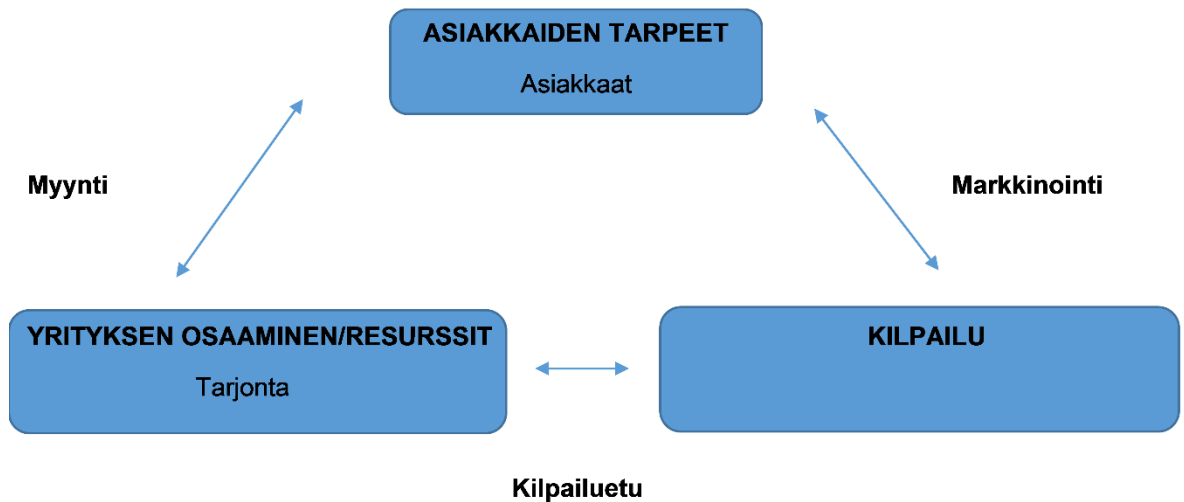 ASIAKKAIDEN TARPEET
Asiakkaat
Myynti
Markkinointi
YRITYKSEN OSAAMINEN/RESURSSIT
Tarjonta
KILPAILU
Kilpailuetu